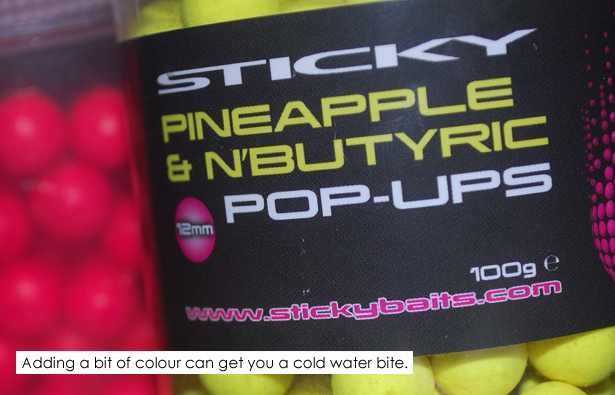 STICKY
PINEAPPLE
& N'BUTYRIC
POP-UPS
12mm
100g e
www.stickybaits.com
Adding a bit of colour can get you a cold water bite.